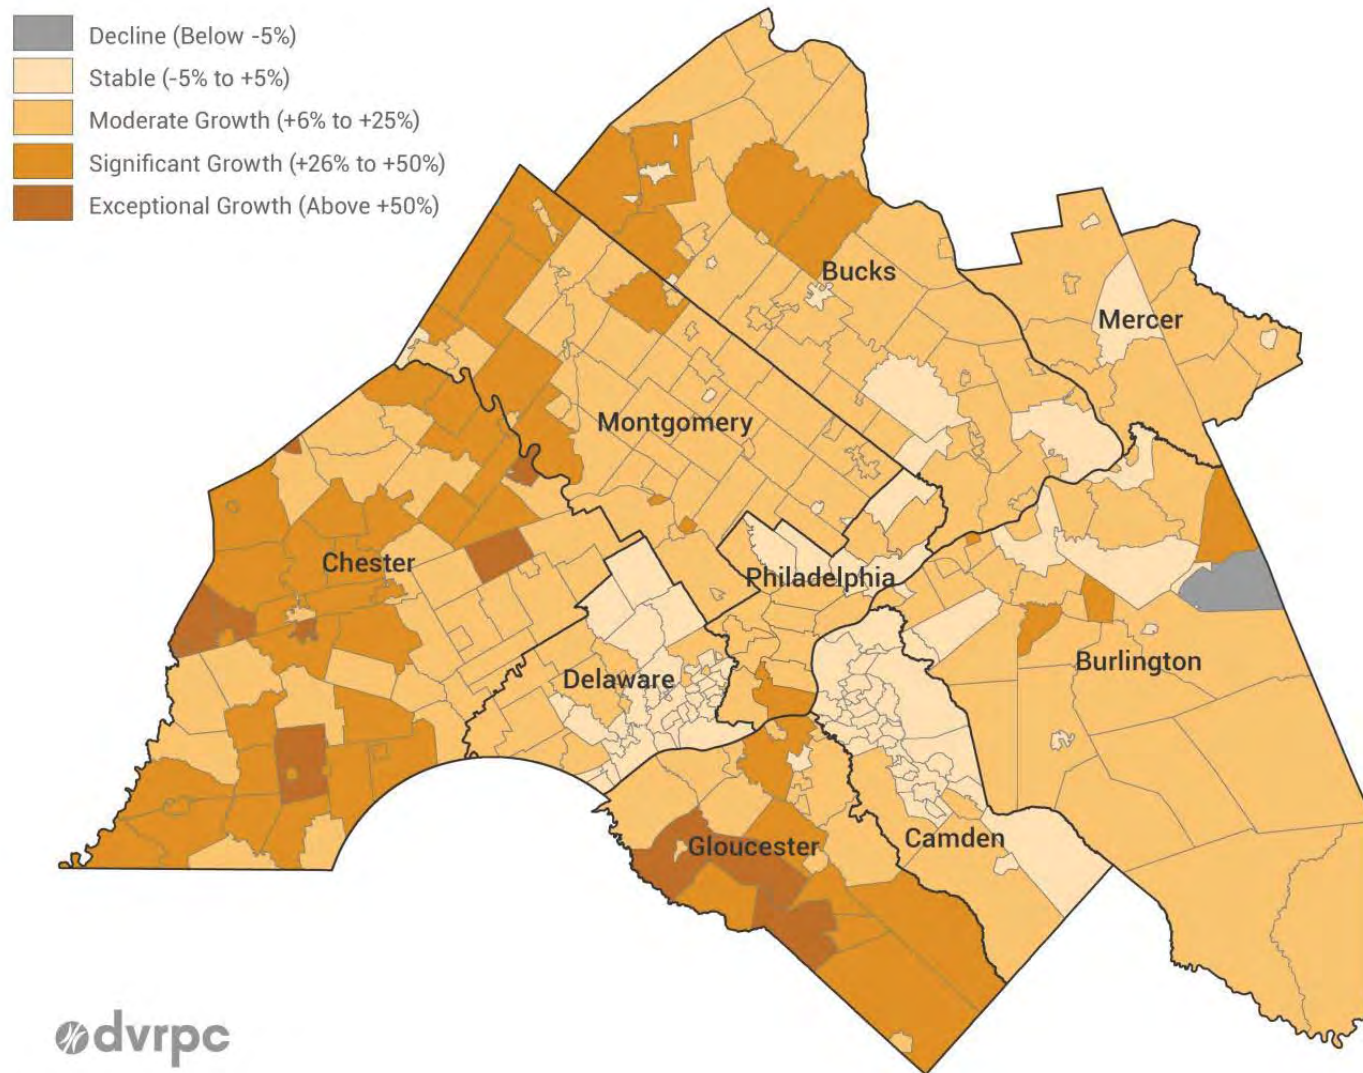 Decline (Below -5%)
Stable (-5% to +5%)
Moderate Growth (+6% to +25%)
Significant Growth (+26% to +50%)
Exceptional Growth (Above +50%)
Bucks
Mercer
Montgomery
Chester
Philadelphia
Burlington
Delaware
Camden
Gloucester
dvrpc